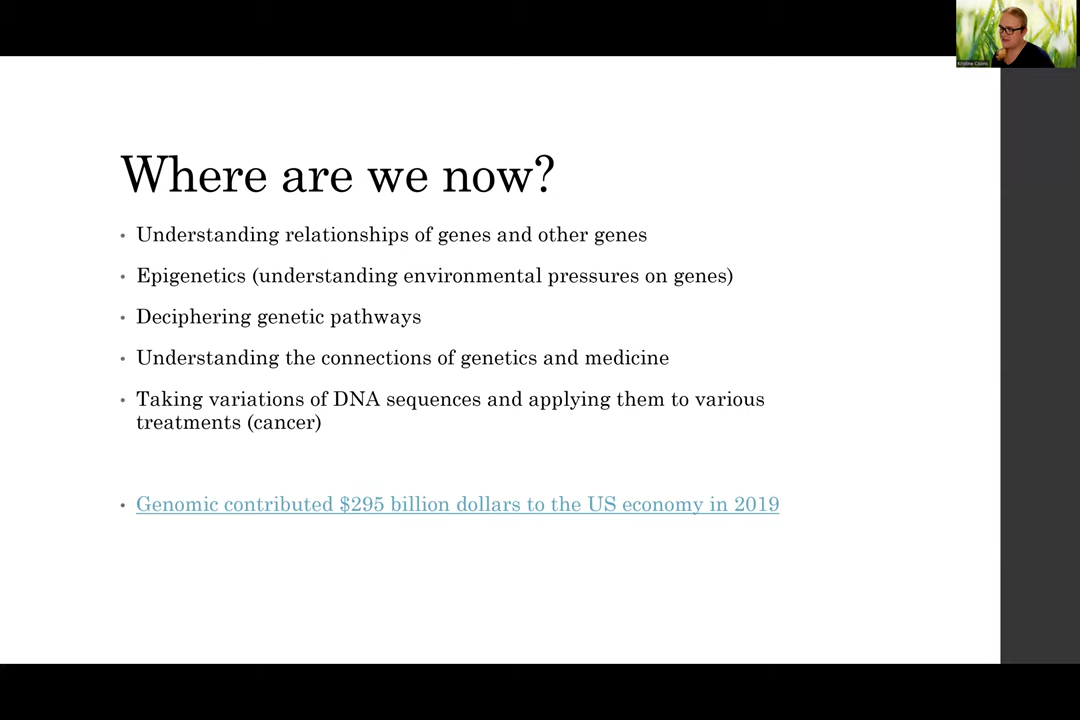 Where are we now?
• Understanding relationships of genes and other genes
• Epigenetics (understanding environmental pressures on genes)
• Deciphering genetic pathways
• Understanding the connections of genetics and medicine
• Taking variations of DNA sequences and applying them to various
treatments (cancer)
• Genomic contributed $295 billion dollars to the US economy in 2019